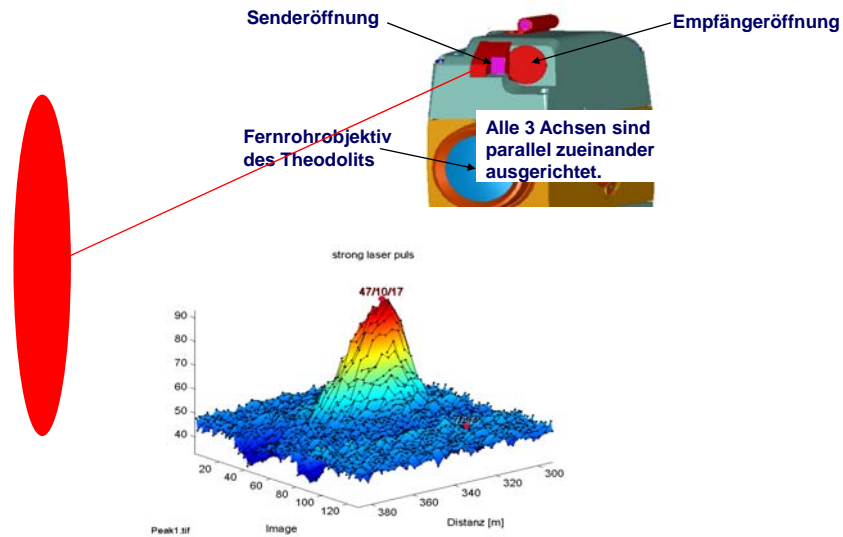 Senderöffnung
Empfängeröffnung
Fernrohrobjektiv
des Theodolits
Alle 3 Achsen sind
parallel zueinander
ausgerichtet.
strong laser puls
47/10/17
90
80
70
60
50
40
20
40
60
80
100
120
380
360
340
320
300
Peak1.tif
Image
Distanz [m]